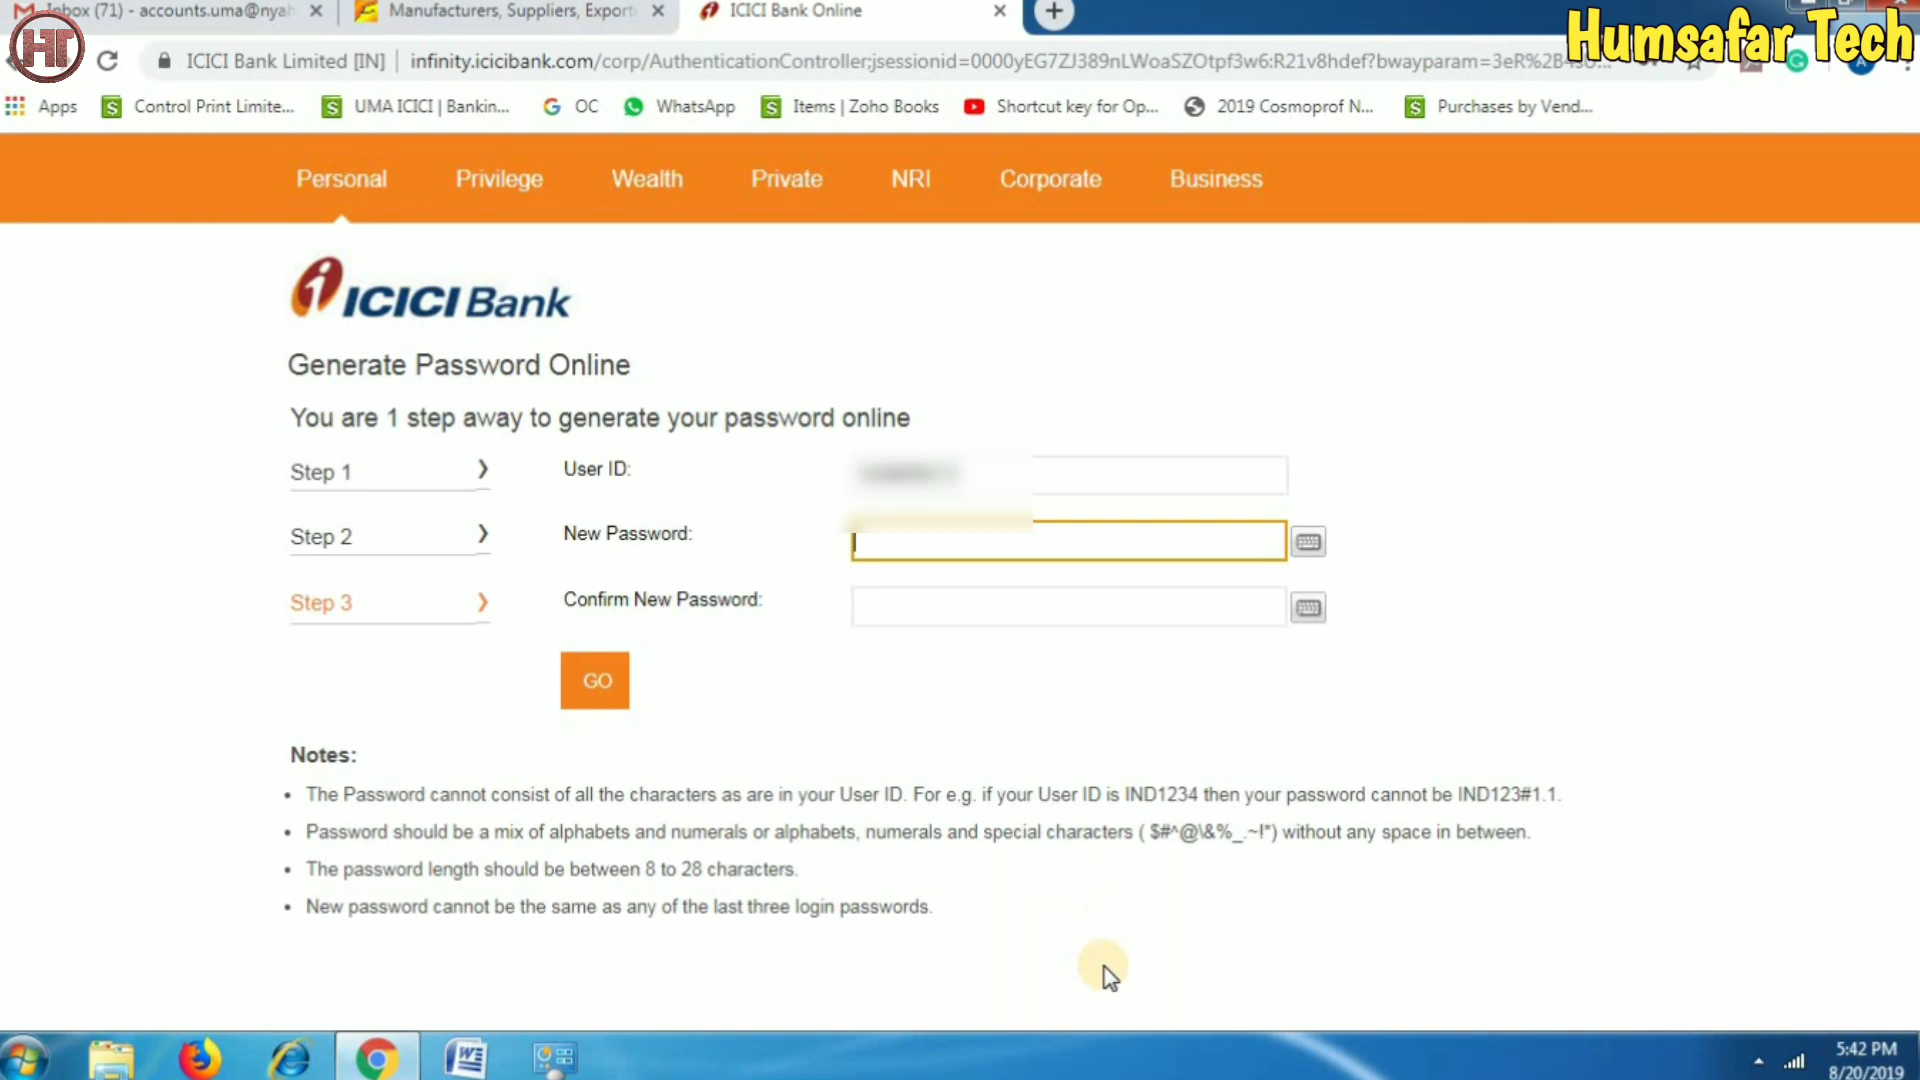 Inbox (71) - accounts.uma@nyah
Manufacturers, Suppliers, Export
ICICI Bank Online
Humsafar Tech
HT
ICICI Bank Limited [IN] | infinity.icicibank.com/corp/AuthenticationController;jsessionid=0000yEG7ZJ389nLWoaSZOtpf3w6:R21v8hdef?bwayparam=3eR%2B4
Apps
Control Print Limite...
UMA ICICI | Bankin...
OC
WhatsApp
Items | Zoho Books
Shortcut key for Op...
2019 Cosmoprof N...
Purchases by Vend...
Personal
Privilege
Wealth
Private
NRI
Corporate
Business
ICICI Bank
Generate Password Online
You are 1 step away to generate your password online
Step 1
User ID:
Step 2
New Password:
Step 3
Confirm New Password:
GO
Notes:
• The Password cannot consist of all the characters as are in your User ID. For e.g. if your User ID is IND1234 then your password cannot be IND123#1.1.
• Password should be a mix of alphabets and numerals or alphabets, numerals and special characters ( $#^@\&%_.~!*) without any space in between.
• The password length should be between 8 to 28 characters.
• New password cannot be the same as any of the last three login passwords.
5:42 PM
8/20/2019